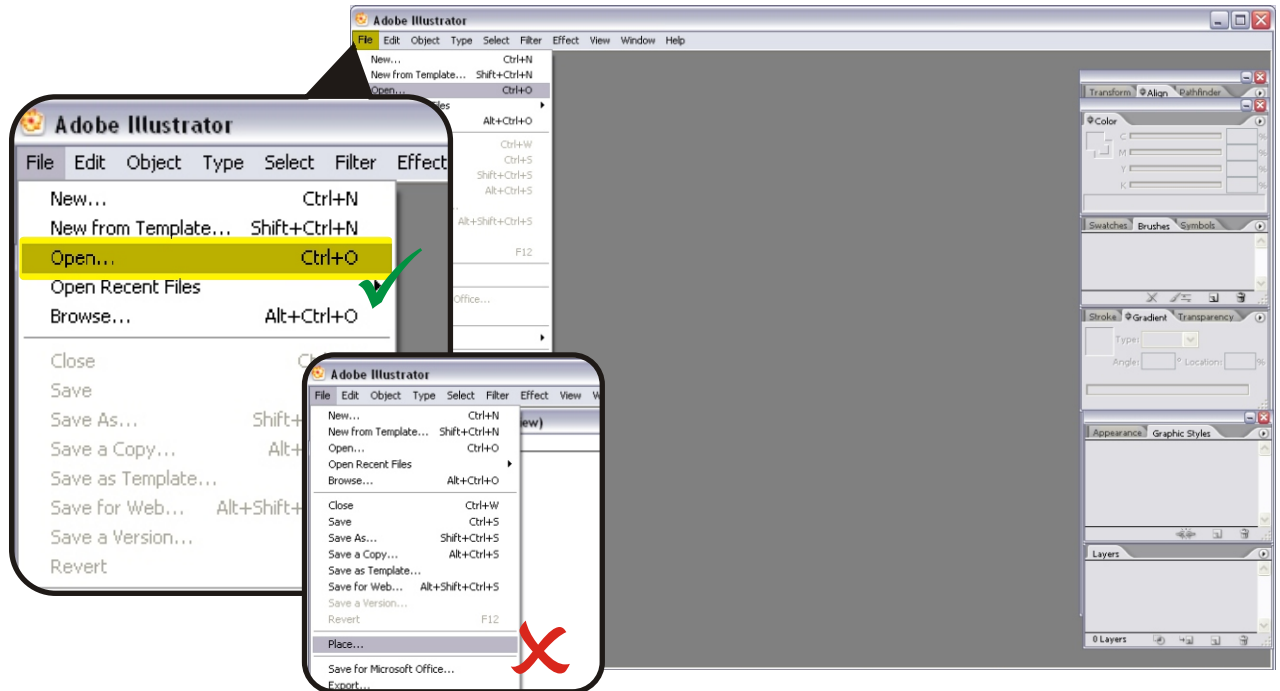 Adobe Illustrator
File Edit Object Type Select Filter Effect View Window Help
New... Ctrl+N
New from Template... Shift+Ctrl+N
Open... Ctrl+O
Files
Alt+Ctrl+O
Ctrl+W
Ctrl+S
Shift+Ctrl+S
Alt+Ctrl+S
Alt+Shift+Ctrl+S
F12
Office...
Adobe Illustrator
File Edit Object Type Select Filter Effect
New... Ctrl+N
New from Template... Shift+Ctrl+N
Open... Ctrl+O
Open Recent Files
Browse... Alt+Ctrl+O
Close
Save
Save As... Shift+
Save a Copy... Alt+
Save as Template...
Save for Web... Alt+Shift+
Save a Version...
Revert
Adobe Illustrator
File Edit Object Type Select Filter Effect View W
ew)
New... Ctrl+N
New from Template... Shift+Ctrl+N
Open... Ctrl+O
Open Recent Files
Browse... Alt+Ctrl+O
Close Ctrl+W
Save Ctrl+S
Save As... Shift+Ctrl+S
Save a Copy... Alt+Ctrl+S
Save as Template...
Save for Web... Alt+Shift+Ctrl+S
Save a Version...
Revert F12
Place...
Save for Microsoft Office...
Export...
Transform Align Pathfinder
Color
C %
M %
Y %
K %
Swatches Brushes Symbols
Stroke Gradient Transparency
Type:
Angle: ° Location: %
Appearance Graphic Styles
Layers
0 Layers